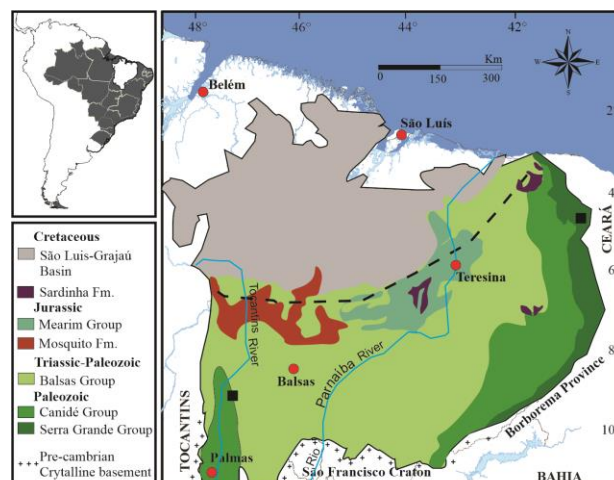 48°
46°
44°
42°
Km
0
150
300
N
W
E
S
Belém
São Luís
2
4
6
8
10
CEARÁ
Teresina
Tocantins River
Parnaíba River
Balsas
Rio P
Borborema Province
TOCANTINS
Palmas
São Francisco Craton
BAHIA
Cretaceous
São Luis-Grajaú
Basin
Sardinha Fm.
Jurassic
Mearim Group
Mosquito Fm.
Triassic-Paleozoic
Balsas Group
Paleozoic
Canidé Group
Serra Grande Group
Pre-cambrian
Crytalline basement